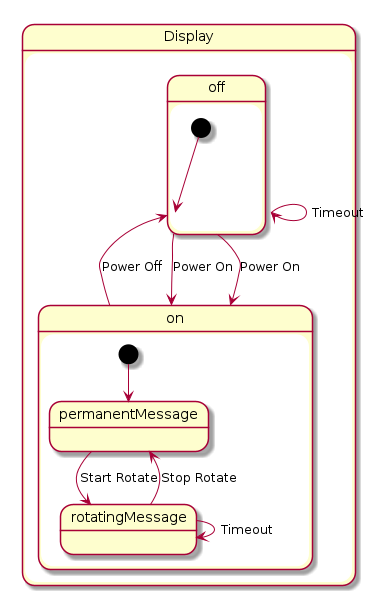 Display
off
Timeout
Power Off
Power On
Power On
on
permanentMessage
Start Rotate
Stop Rotate
rotatingMessage
Timeout